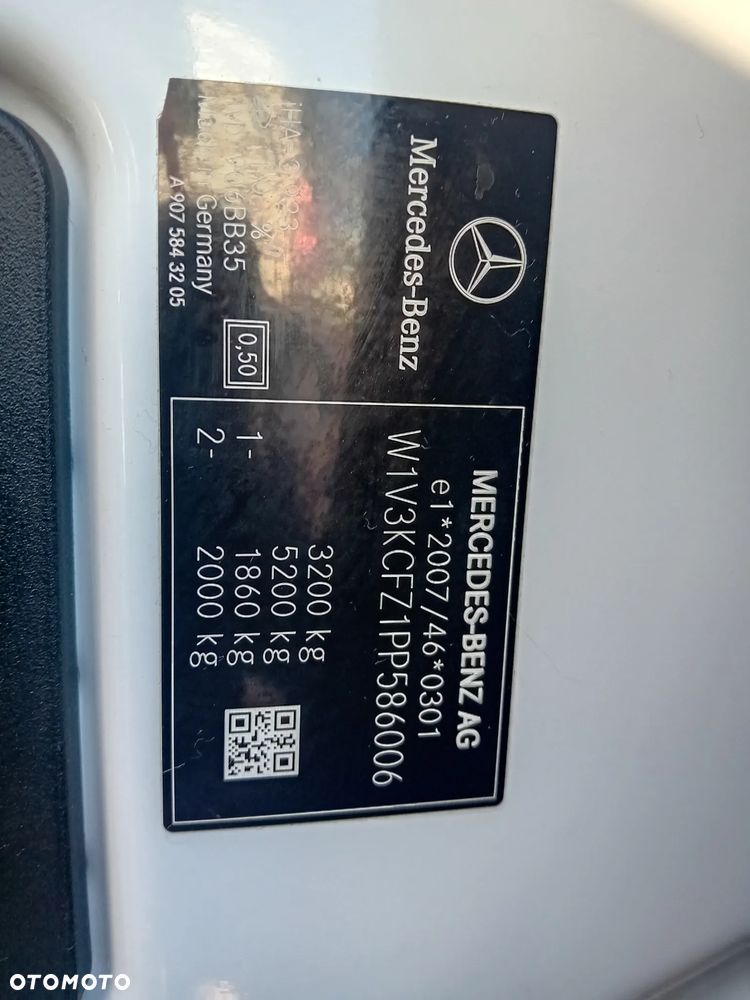 Mercedes-Benz
BB35
Germany
A 907 584 32 05
0,50
MERCEDES-BENZ AG
e1*2007/46*0301
W1V3KCFZ1PP586006
3200 kg
5200 kg
1- 1860 kg
2- 2000 kg
OTOMOTO